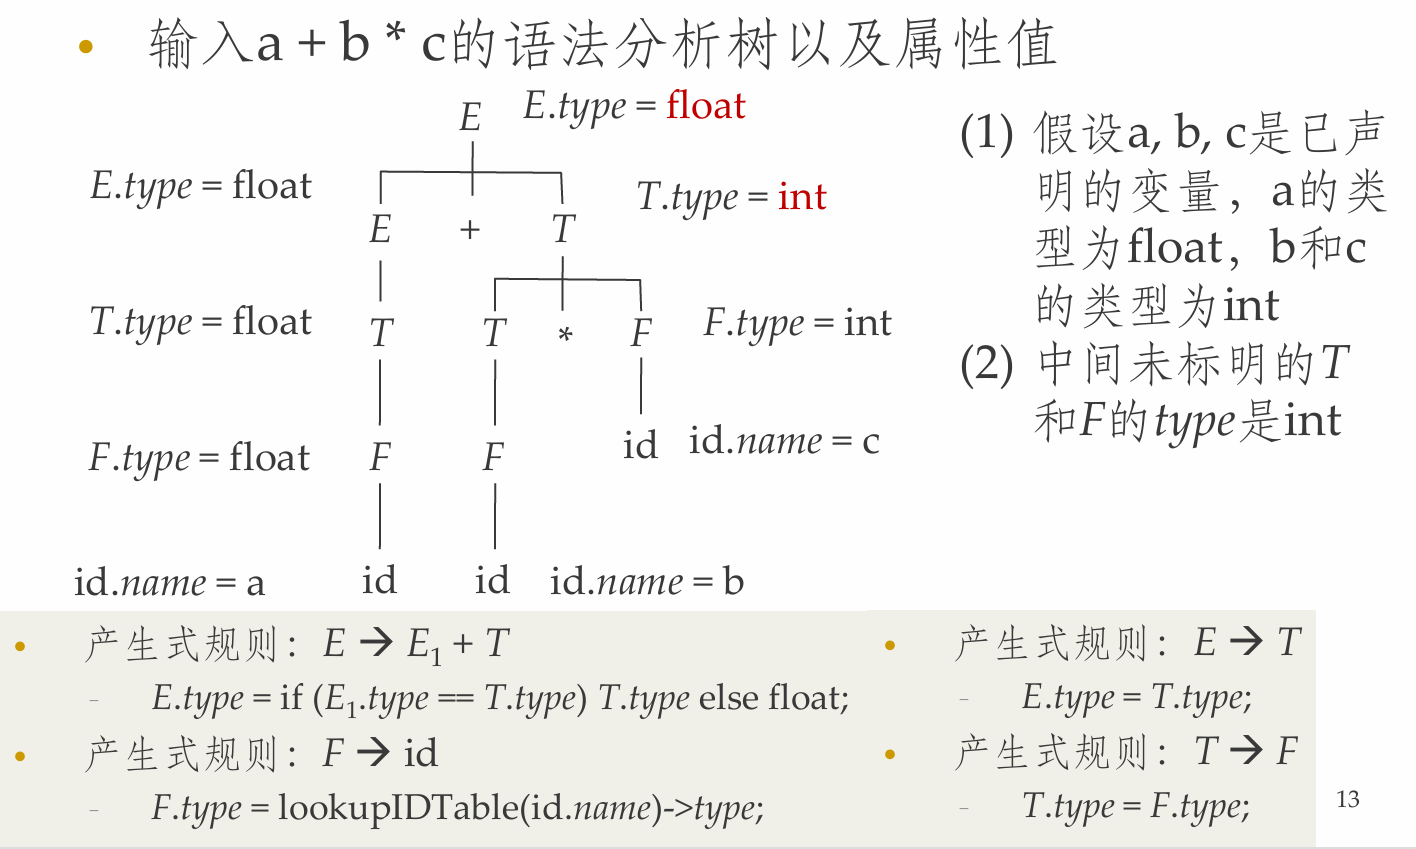 • 输入a + b * c的语法分析树以及属性值
E E.type = float
E.type = float
T.type = int
E + T
T.type = float
T T * F
F.type = int
F.type = float
F F
id id.name = c
id.name = a
id id id.name = b
(1) 假设a, b, c是已声
明的变量，a的类
型为float，b和c
的类型为int
(2) 中间未标明的T
和F的type是int
• 产生式规则：E → E₁ + T
– E.type = if (E₁.type == T.type) T.type else float;
• 产生式规则：F → id
– F.type = lookupIDTable(id.name)->type;
• 产生式规则：E → T
– E.type = T.type;
• 产生式规则：T → F
– T.type = F.type;
13